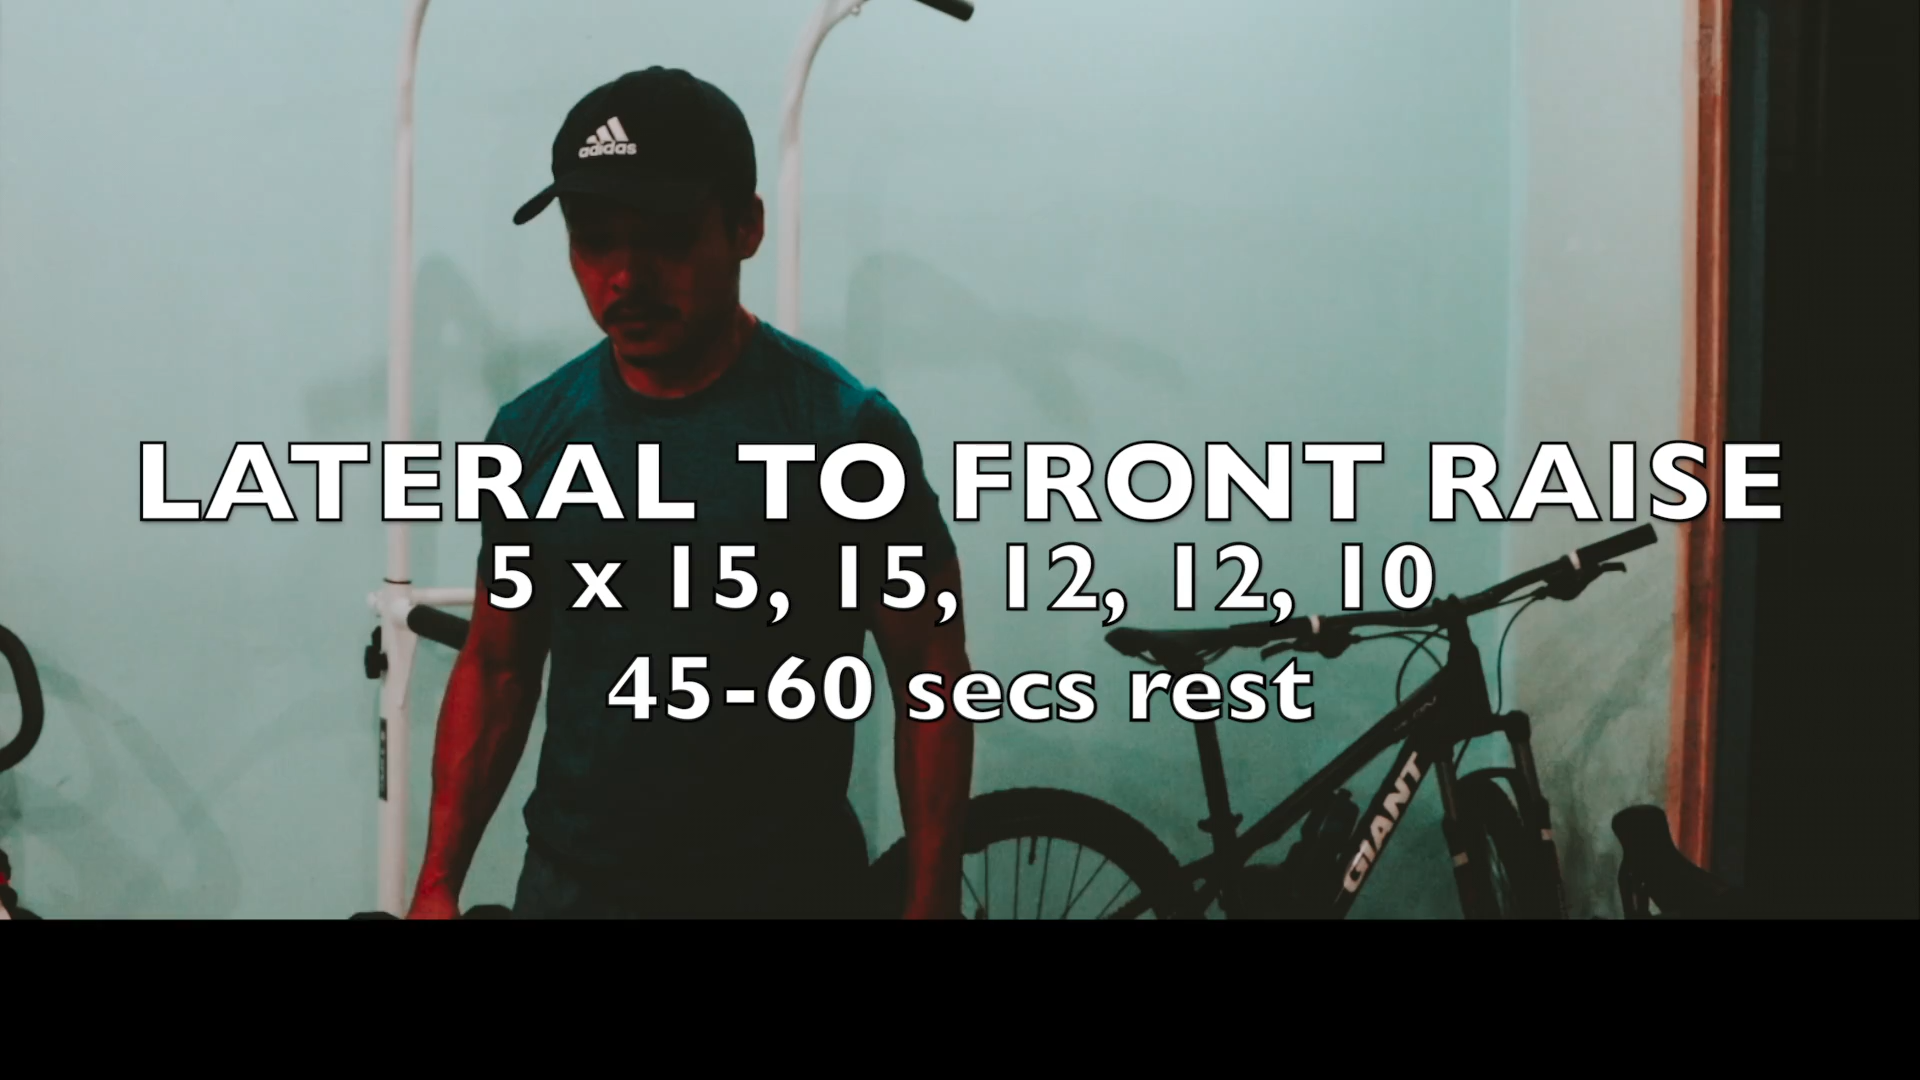 adidas
LATERAL TO FRONT RAISE
5 x 15, 15, 12, 12, 10
45-60 secs rest
GIANT